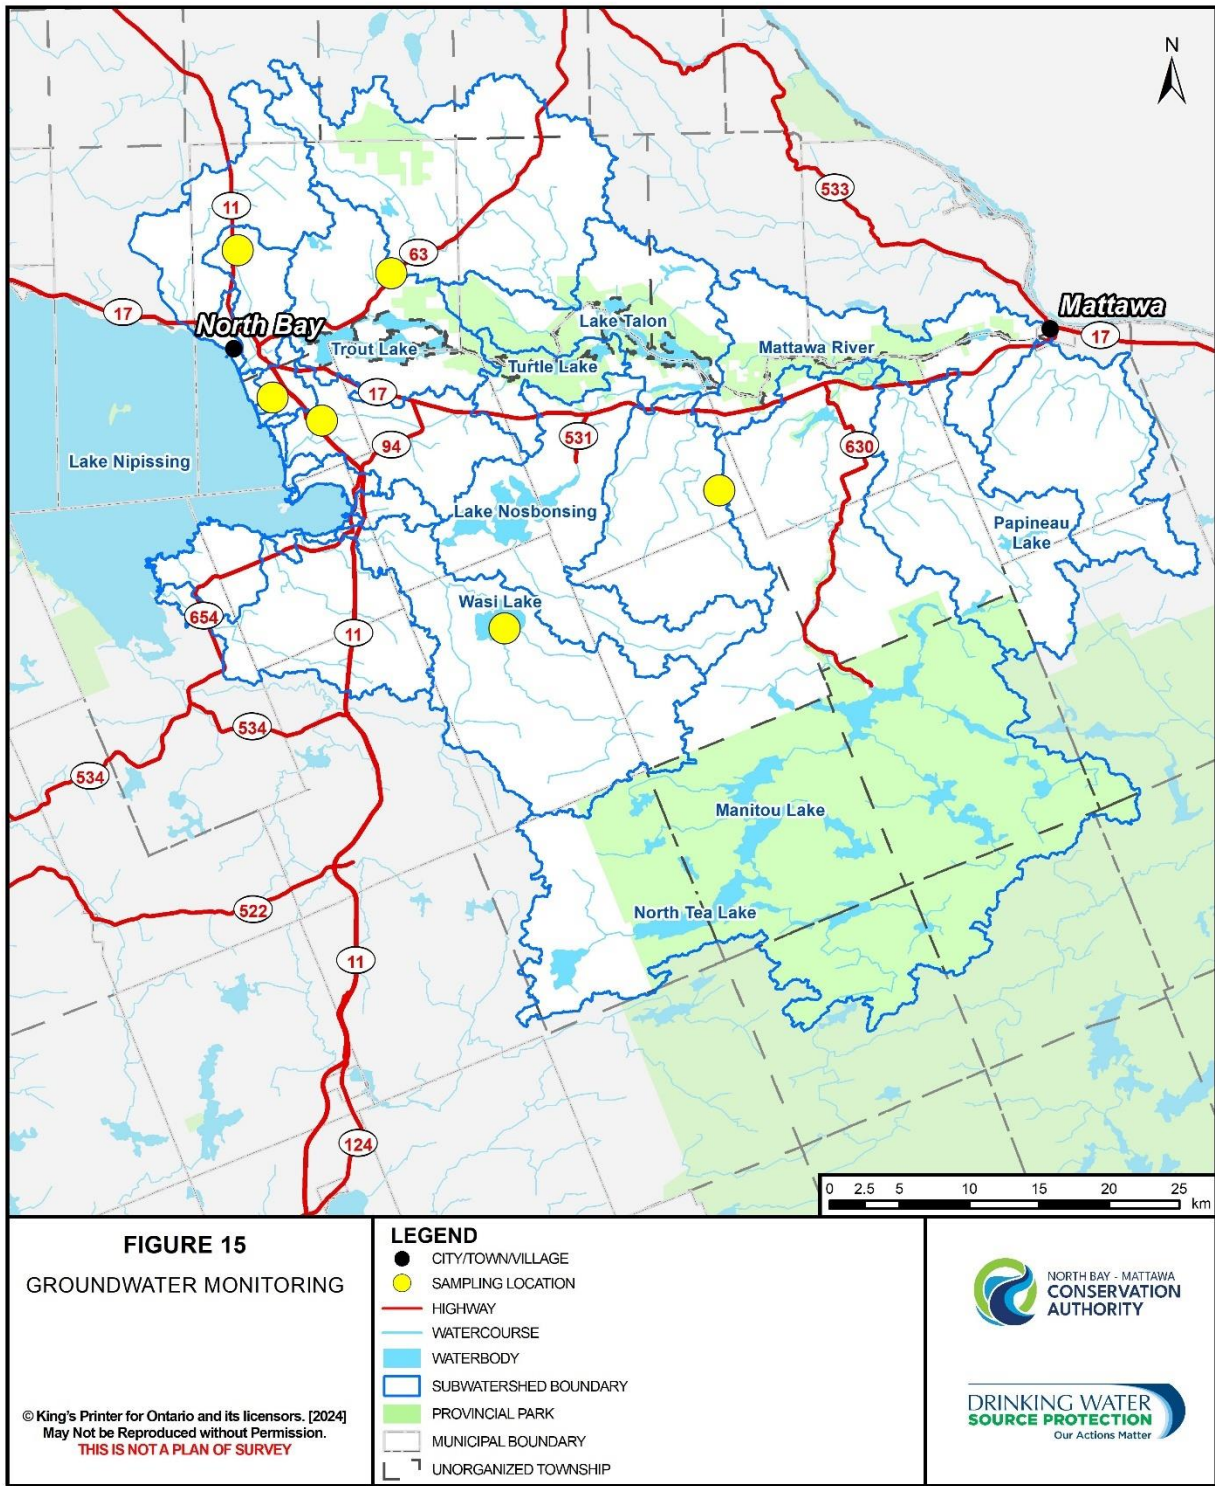 N
533
11
63
17
North Bay
Mattawa
17
Lake Talon
Trout Lake
Mattawa River
Turtle Lake
17
94
531
630
Lake Nipissing
Lake Nosbonsing
Papineau
Lake
Wasi Lake
654
11
534
534
Manitou Lake
522
North Tea Lake
11
124
0 2.5 5 10 15 20 25
km
FIGURE 15
GROUNDWATER MONITORING
© King's Printer for Ontario and its licensors. [2024]
May Not be Reproduced without Permission.
THIS IS NOT A PLAN OF SURVEY
LEGEND
CITY/TOWN/VILLAGE
SAMPLING LOCATION
HIGHWAY
WATERCOURSE
WATERBODY
SUBWATERSHED BOUNDARY
PROVINCIAL PARK
MUNICIPAL BOUNDARY
UNORGANIZED TOWNSHIP
NORTH BAY - MATTAWA
CONSERVATION
AUTHORITY
DRINKING WATER
SOURCE PROTECTION
Our Actions Matter